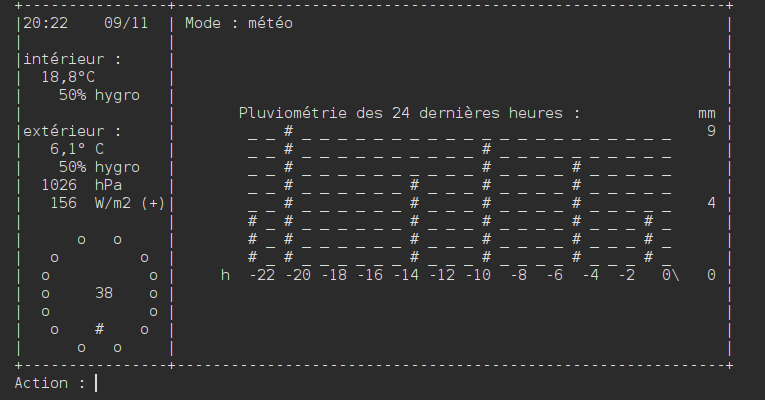 +----------------+-------------------------------------------------------------+
|20:22    09/11  | Mode : météo                                                |
|                |                                                             |
|intérieur :     |                                                             |
|  18,8°C        |                                                             |
|    50% hygro   |                                                             |
|                |       Pluviométrie des 24 dernières heures :             mm |
|extérieur :     |        _ _ # _ _ _ _ _ _ _ _ _ _ _ _ _ _ _ _ _ _ _ _ _    9 |
|   6,1° C       |        _ _ # _ _ _ _ _ _ _ _ _ _ # _ _ _ _ _ _ _ _ _ _      |
|    50% hygro   |        _ _ # _ _ _ _ _ _ _ _ _ _ # _ _ _ _ # _ _ _ _ _      |
|  1026  hPa     |        _ _ # _ _ _ _ _ _ # _ _ _ # _ _ _ _ # _ _ _ _ _      |
|   156  W/m2 (+)|        _ _ # _ _ _ _ _ _ # _ _ _ # _ _ _ _ # _ _ _ _ _    4 |
|                |        # _ # _ _ _ _ _ _ # _ _ _ # _ _ _ _ # _ _ _ # _      |
|      o   o     |        # _ # _ _ _ _ _ _ # _ _ _ # _ _ _ _ # _ _ _ # _      |
|   o         o  |        # _ # _ _ _ _ _ _ # _ _ _ # _ _ _ _ # _ _ _ # _      |
|  o           o |     h  -22 -20 -18 -16 -14 -12 -10  -8  -6  -4  -2   0\   0 |
|  o     38    o |                                                             |
|  o           o |                                                             |
|   o    #    o  |                                                             |
|      o   o     |                                                             |
+----------------+-------------------------------------------------------------+
Action :